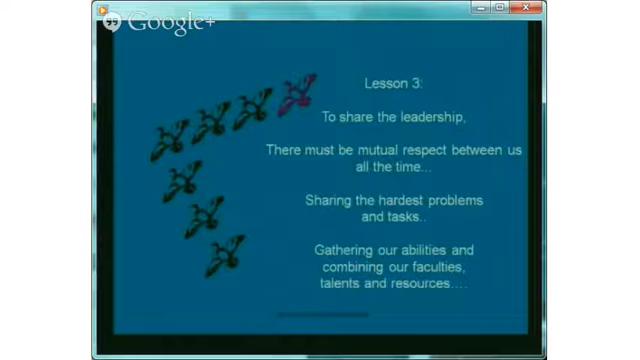 Google+
Lesson 3:
To share the leadership,
There must be mutual respect between us
all the time...
Sharing the hardest problems
and tasks..
Gathering our abilities and
combining our faculties,
talents and resources….